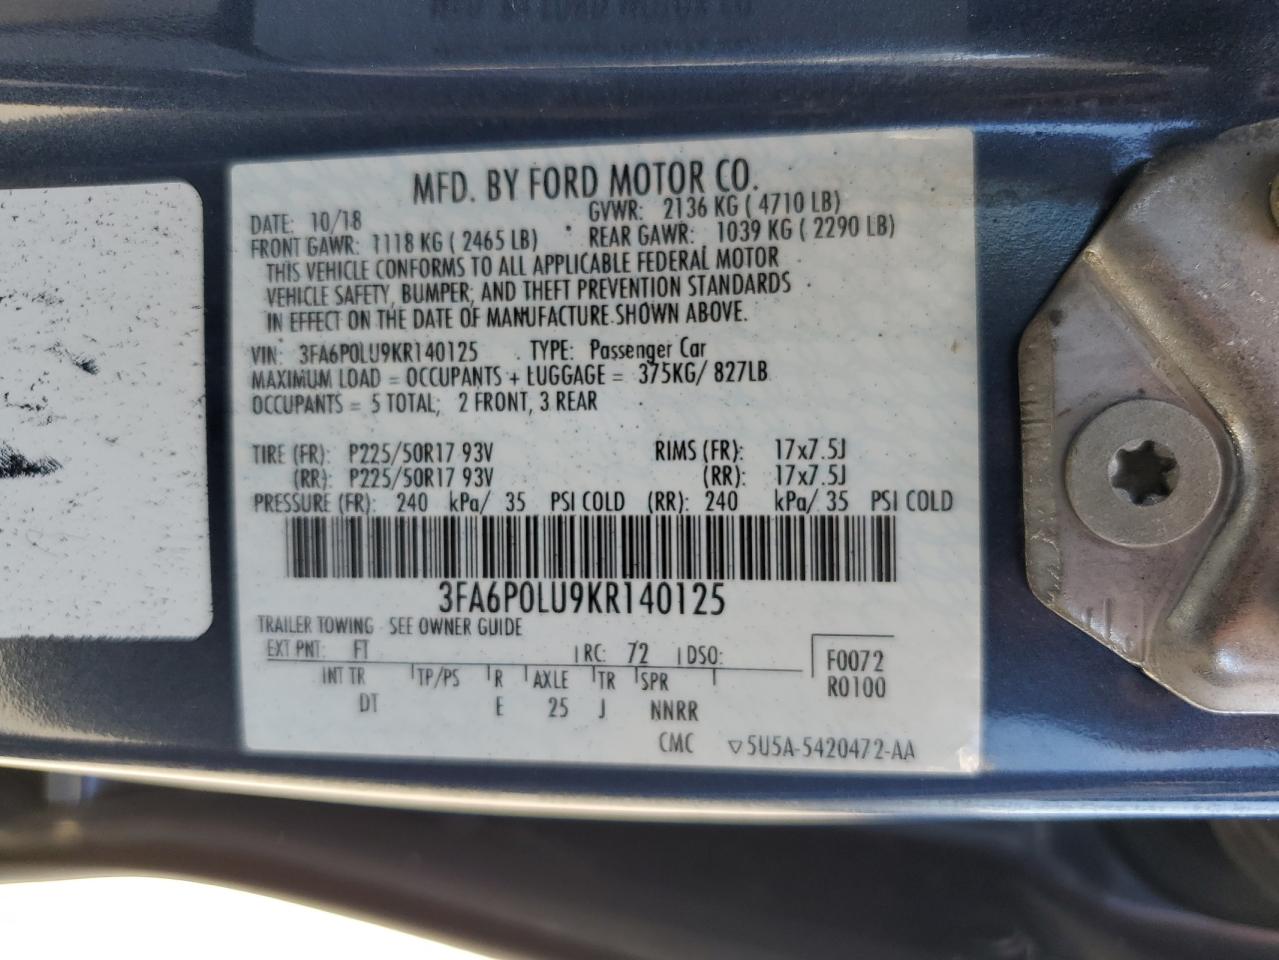 MFD. BY FORD MOTOR CO.
DATE: 10/18 GVWR: 2136 KG ( 4710 LB)
FRONT GAWR: 1118 KG ( 2465 LB) REAR GAWR: 1039 KG ( 2290 LB)
THIS VEHICLE CONFORMS TO ALL APPLICABLE FEDERAL MOTOR
VEHICLE SAFETY, BUMPER, AND THEFT PREVENTION STANDARDS
IN EFFECT ON THE DATE OF MANUFACTURE SHOWN ABOVE.
VIN: 3FA6P0LU9KR140125 TYPE: Passenger Car
MAXIMUM LOAD = OCCUPANTS + LUGGAGE = 375KG/ 827LB
OCCUPANTS = 5 TOTAL; 2 FRONT, 3 REAR
TIRE (FR): P225/50R17 93V RIMS (FR): 17x7.5J
(RR): P225/50R17 93V (RR): 17x7.5J
PRESSURE (FR): 240 kPa/ 35 PSI COLD (RR): 240 kPa/ 35 PSI COLD
3FA6P0LU9KR140125
TRAILER TOWING SEE OWNER GUIDE
EXT PNT: FT RC: 72 DSO:
INT TR TP/PS R AXLE TR SPR
DT E 25 J NNRR
F0072
R0100
CMC ▽5U5A-5420472-AA